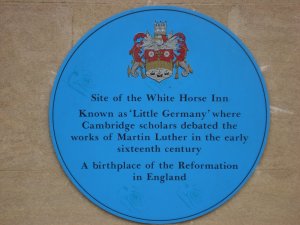 Site of the White Horse Inn
Known as 'Little Germany' where
Cambridge scholars debated the
works of Martin Luther in the early
sixteenth century
A birthplace of the Reformation
in England